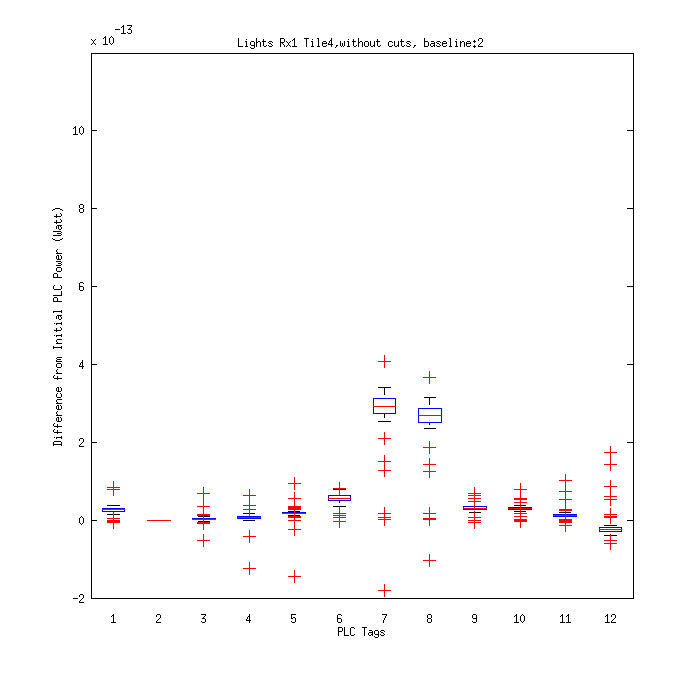 Lights Rx1 Tile4,without cuts, baseline:2
x 10^-13
10
8
6
4
2
0
-2
Difference from Initial PLC Power (Watt)
1 2 3 4 5 6 7 8 9 10 11 12
PLC Tags